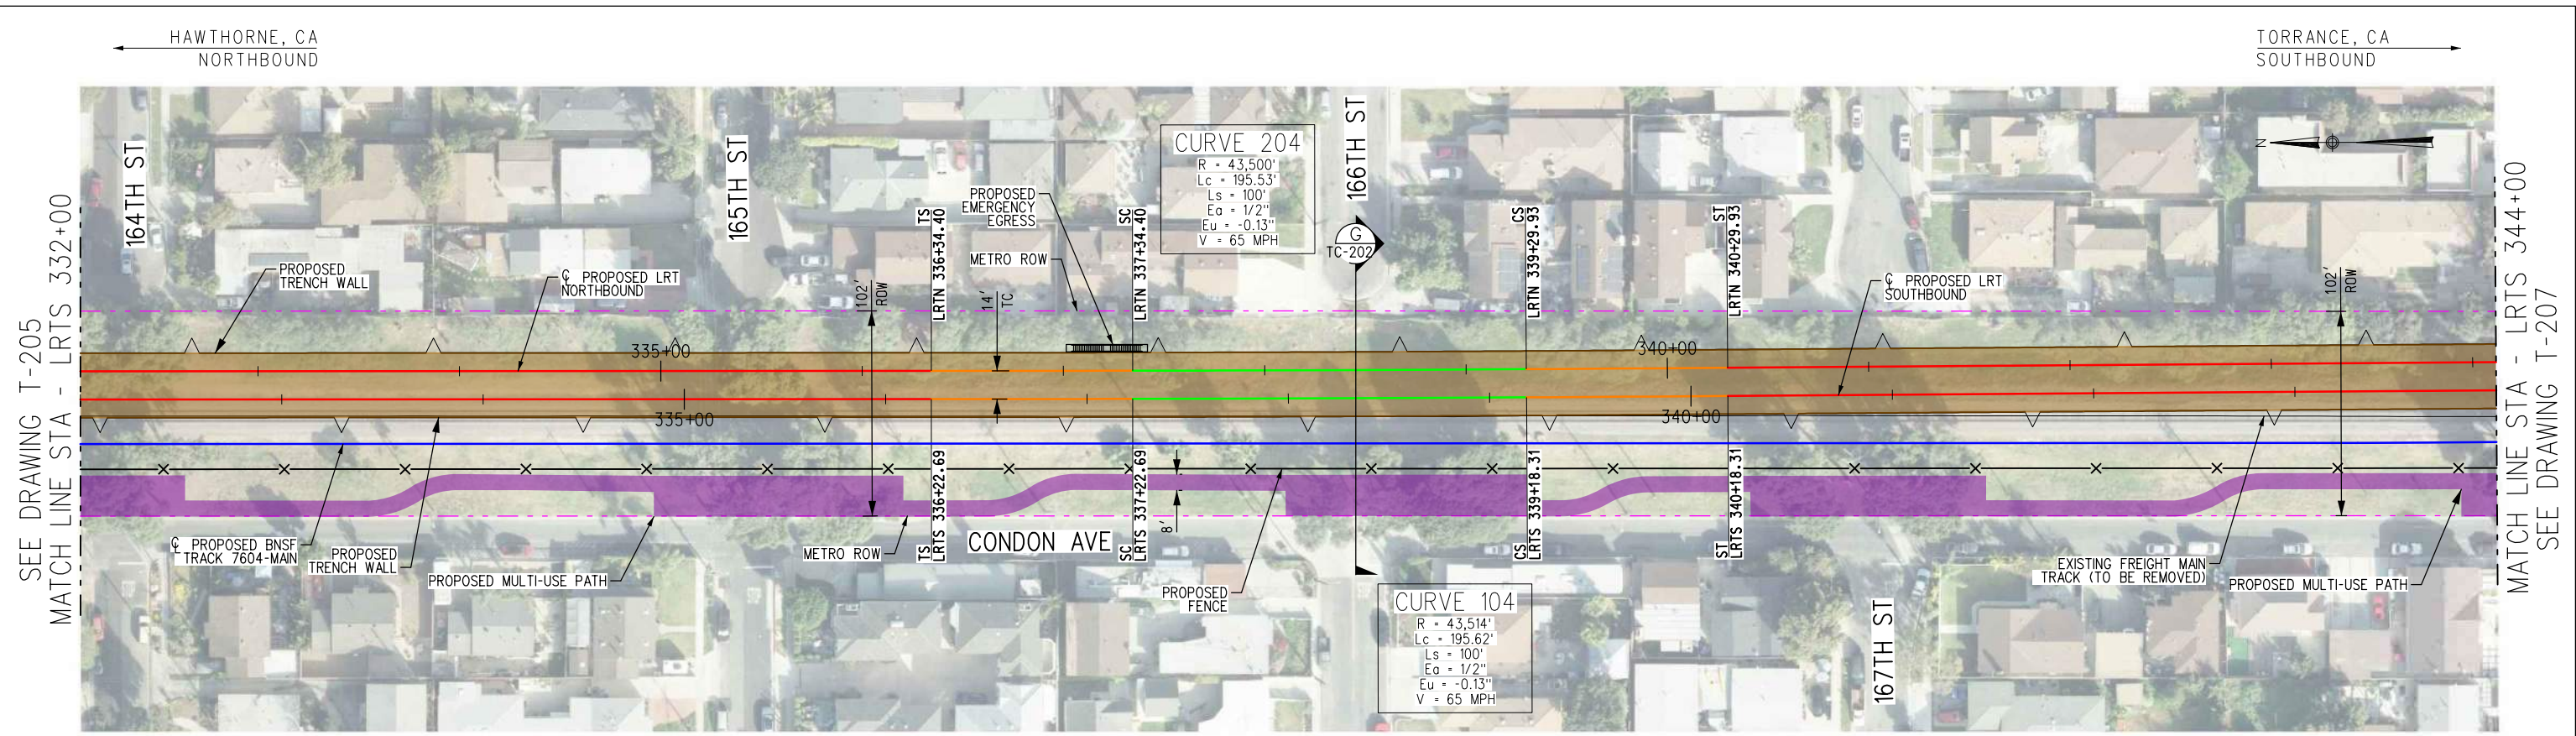 HAWTHORNE, CA
NORTHBOUND
TORRANCE, CA
SOUTHBOUND
SEE DRAWING T-205
MATCH LINE STA - LRTS 332+00
164TH ST
165TH ST
166TH ST
CURVE 204
R = 43,500'
Lc = 195.53'
Ls = 100'
Ea = 1/2"
Eu = -0.13"
V = 65 MPH
N
G
TC-202
PROPOSED
EMERGENCY
EGRESS
METRO ROW
PROPOSED
TRENCH WALL
℄ PROPOSED LRT
NORTHBOUND
102'
ROW
14'
TC
TS
LRTN 336+34.40
SC
LRTN 337+34.40
CS
LRTN 339+29.93
ST
LRTN 340+29.93
℄ PROPOSED LRT
SOUTHBOUND
102'
ROW
335+00
340+00
335+00
340+00
TS
LRTS 336+22.69
SC
LRTS 337+22.69
CS
LRTS 339+18.31
ST
LRTS 340+18.31
8'
℄ PROPOSED BNSF
TRACK 7604-MAIN
PROPOSED
TRENCH WALL
PROPOSED MULTI-USE PATH
METRO ROW
CONDON AVE
PROPOSED
FENCE
CURVE 104
R = 43,514'
Lc = 195.62'
Ls = 100'
Ea = 1/2"
Eu = -0.13"
V = 65 MPH
167TH ST
EXISTING FREIGHT MAIN
TRACK (TO BE REMOVED)
PROPOSED MULTI-USE PATH
MATCH LINE STA - LRTS 344+00
SEE DRAWING T-207